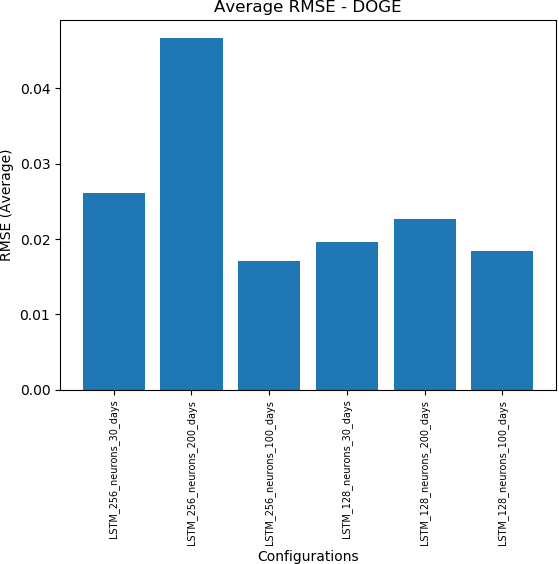 Average RMSE - DOGE
RMSE (Average)
0.04
0.03
0.02
0.01
0.00
LSTM_256_neurons_30_days
LSTM_256_neurons_200_days
LSTM_256_neurons_100_days
LSTM_128_neurons_30_days
LSTM_128_neurons_200_days
LSTM_128_neurons_100_days
Configurations